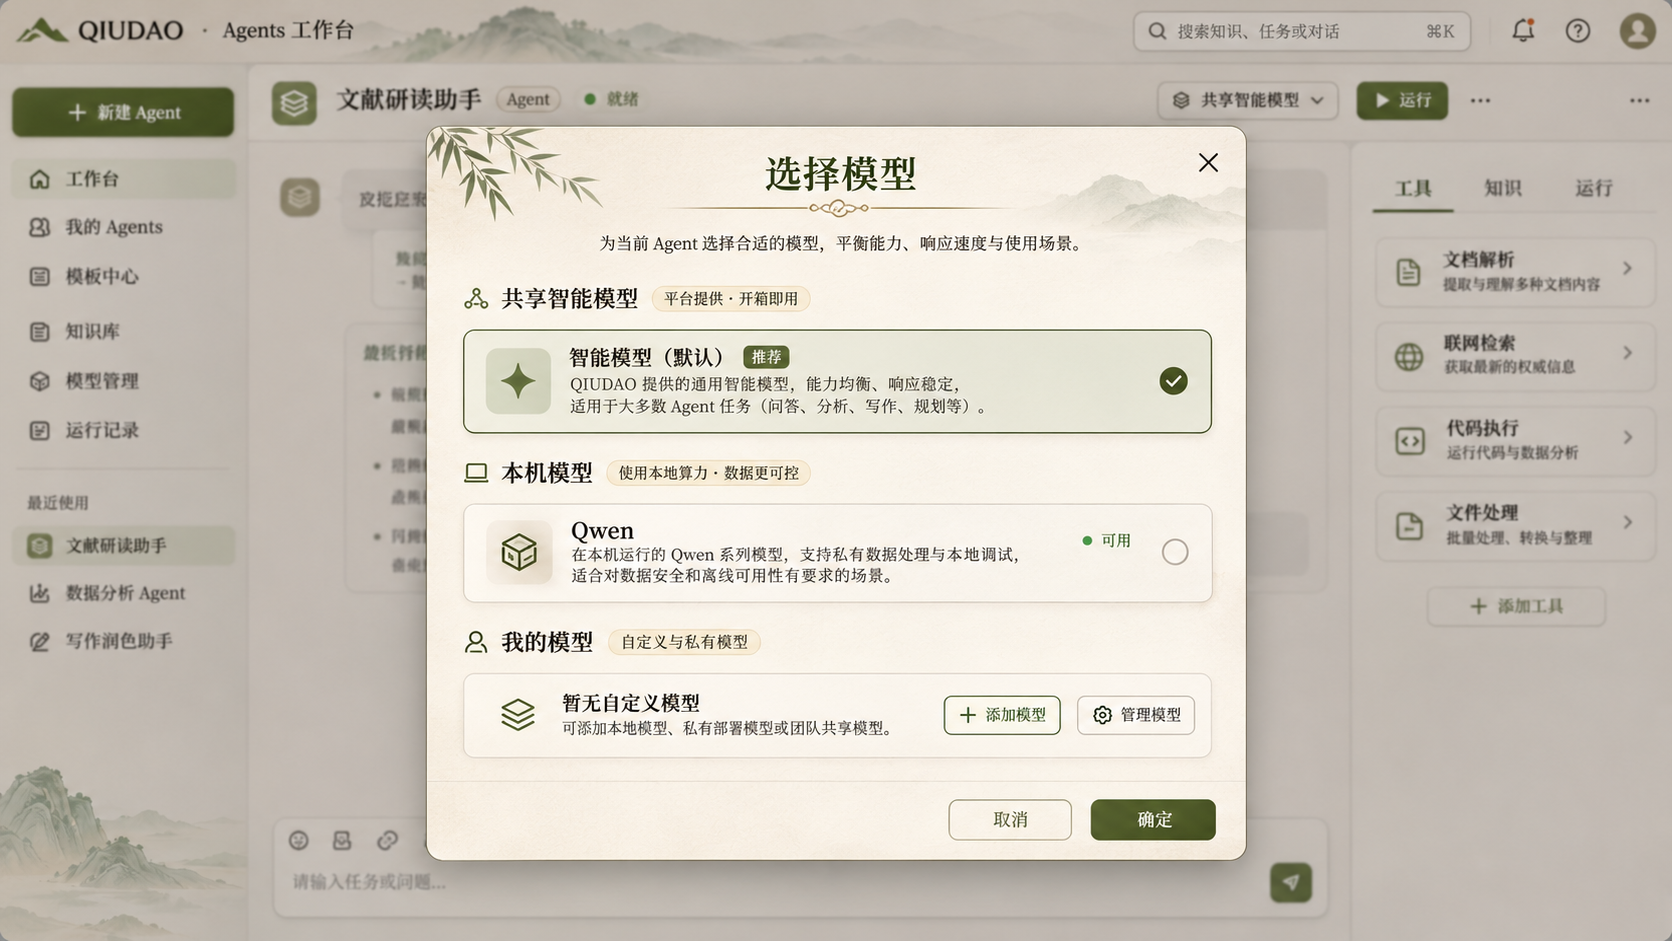 QIUDAO · Agents 工作台
搜索知识、任务或对话 ⌘K
+ 新建 Agent
工作台
我的 Agents
模板中心
知识库
模型管理
运行记录
最近使用
文献研读助手
数据分析 Agent
写作润色助手
文献研读助手 Agent 就绪
共享智能模型
运行
选择模型
为当前 Agent 选择合适的模型，平衡能力、响应速度与使用场景。
共享智能模型 平台提供 · 开箱即用
智能模型（默认） 推荐
QIUDAO 提供的通用智能模型，能力均衡、响应稳定，
适用于大多数 Agent 任务（问答、分析、写作、规划等）。
本机模型 使用本地算力 · 数据更可控
Qwen
在本机运行的 Qwen 系列模型，支持私有数据处理与本地调试，
适合对数据安全和离线可用性有要求的场景。
可用
我的模型 自定义与私有模型
暂无自定义模型
可添加本地模型、私有部署模型或团队共享模型。
+ 添加模型
管理模型
取消
确定
请输入任务或问题...
工具 知识 运行
文档解析
提取与理解多种文档内容
联网检索
获取最新的权威信息
代码执行
运行代码与数据分析
文件处理
批量处理、转换与整理
+ 添加工具